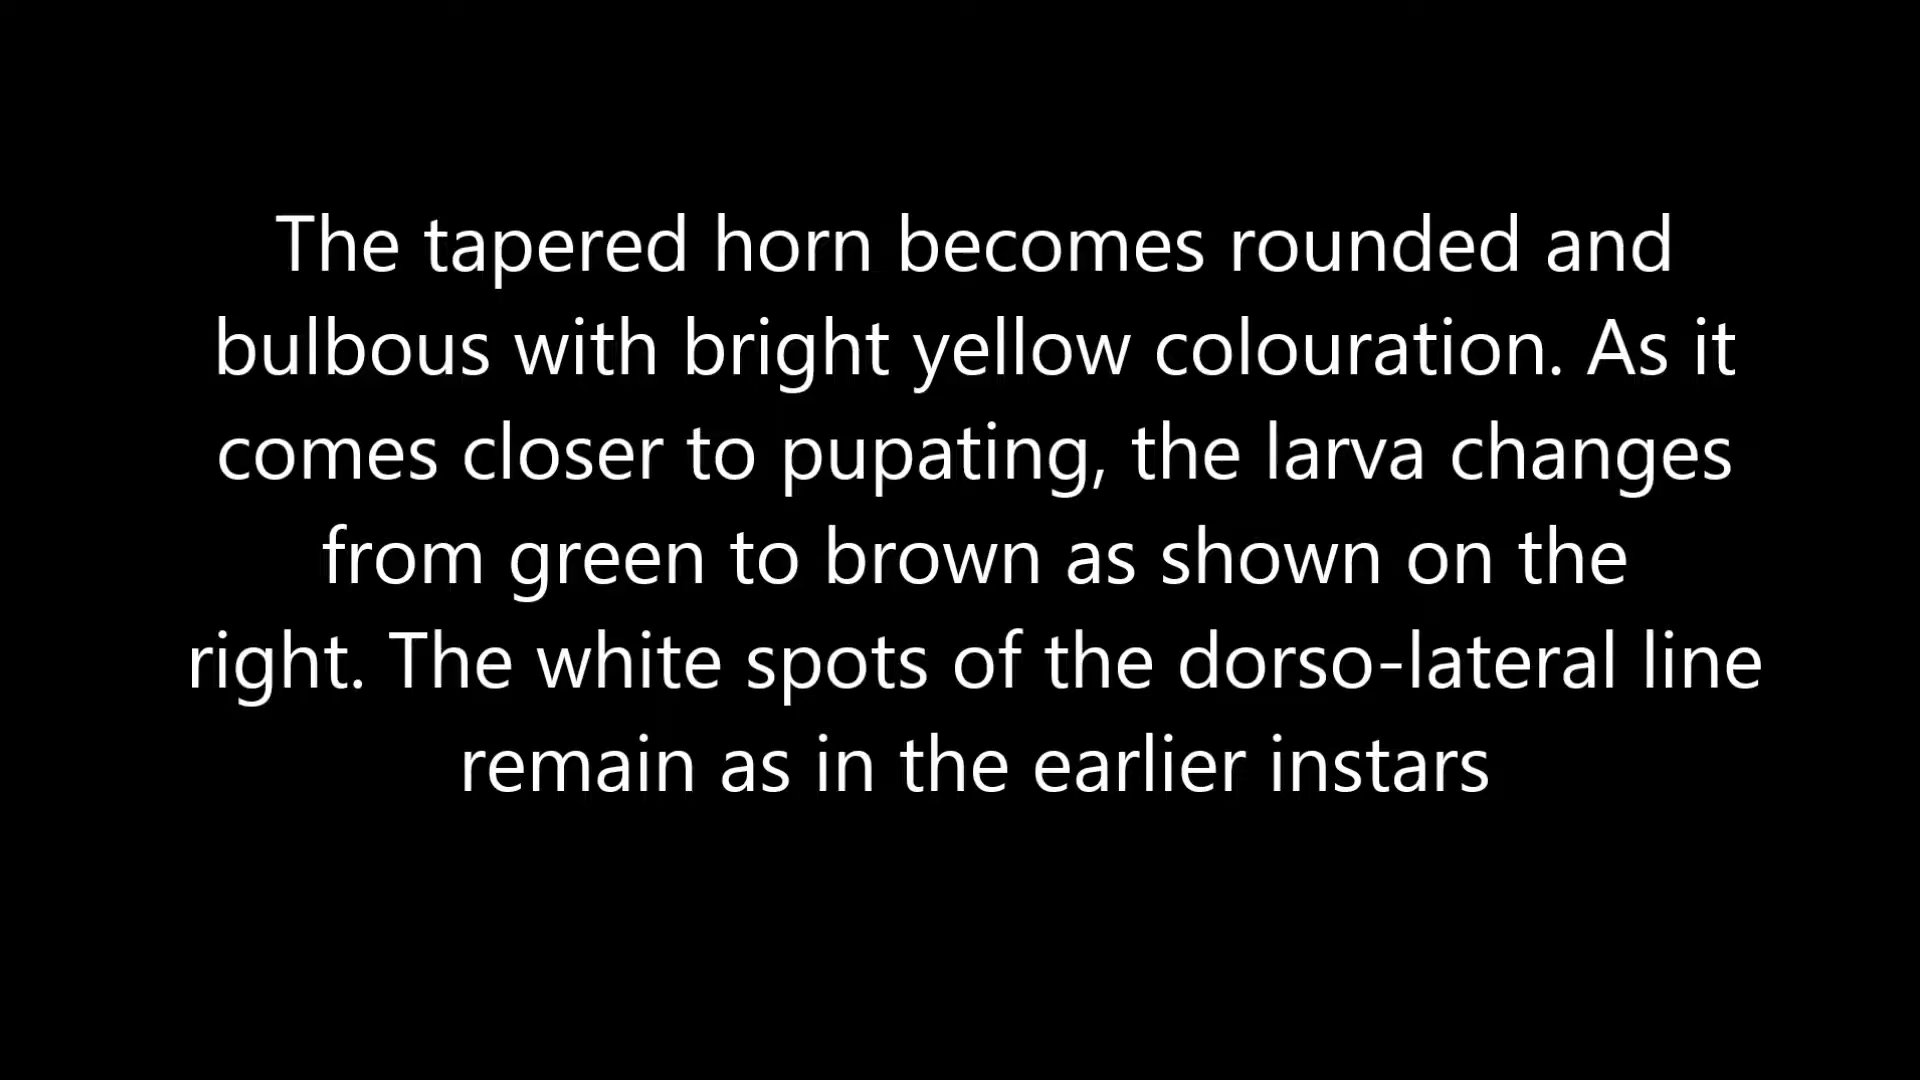 The tapered horn becomes rounded and
bulbous with bright yellow colouration. As it
comes closer to pupating, the larva changes
from green to brown as shown on the
right. The white spots of the dorso-lateral line
remain as in the earlier instars